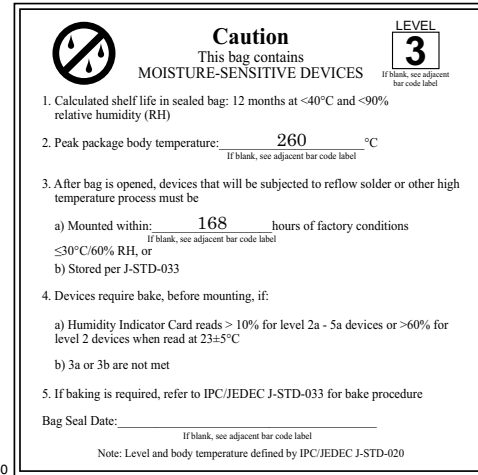 Caution
This bag contains
MOISTURE-SENSITIVE DEVICES
LEVEL
3
If blank, see adjacent
bar code label
1. Calculated shelf life in sealed bag: 12 months at <40°C and <90%
relative humidity (RH)
2. Peak package body temperature: 260 °C
If blank, see adjacent bar code label
3. After bag is opened, devices that will be subjected to reflow solder or other high
temperature process must be
a) Mounted within: 168 hours of factory conditions
If blank, see adjacent bar code label
≤30°C/60% RH, or
b) Stored per J-STD-033
4. Devices require bake, before mounting, if:
a) Humidity Indicator Card reads > 10% for level 2a - 5a devices or >60% for
level 2 devices when read at 23±5°C
b) 3a or 3b are not met
5. If baking is required, refer to IPC/JEDEC J-STD-033 for bake procedure
Bag Seal Date:
If blank, see adjacent bar code label
Note: Level and body temperature defined by IPC/JEDEC J-STD-020
0